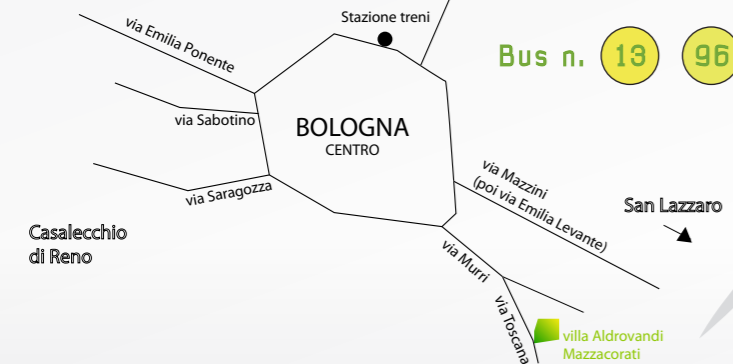 Stazione treni
via Emilia Ponente
Bus n. 13 96
via Sabotino
BOLOGNA
CENTRO
via Mazzini
(poi via Emilia Levante)
via Saragozza
San Lazzaro
Casalecchio
di Reno
via Murri
via Toscana
villa Aldrovandi
Mazzacorati